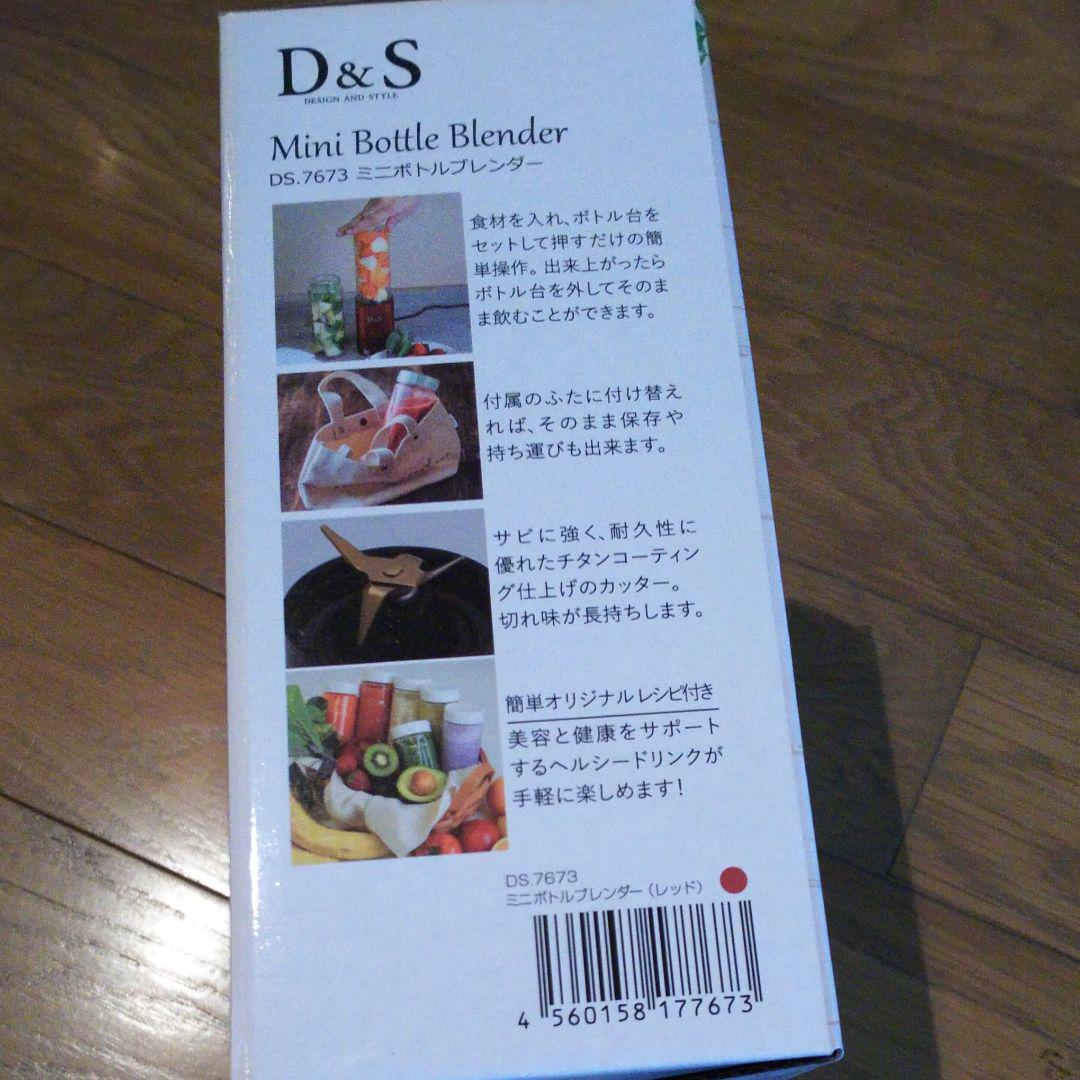 D&S
DESIGN AND STYLE
Mini Bottle Blender
DS.7673 ミニボトルブレンダー
D&S
食材を入れ、ボトル台を
セットして押すだけの簡
単操作。出来上がったら
ボトル台を外してそのま
ま飲むことができます。
付属のふたに付け替え
れば、そのまま保存や
持ち運びも出来ます。
サビに強く、耐久性に
優れたチタンコーティン
グ仕上げのカッター。
切れ味が長持ちします。
簡単オリジナルレシピ付き
美容と健康をサポート
するヘルシードリンクが
手軽に楽しめます!
DS.7673
ミニボトルブレンダー(レッド)
4 560158 177673